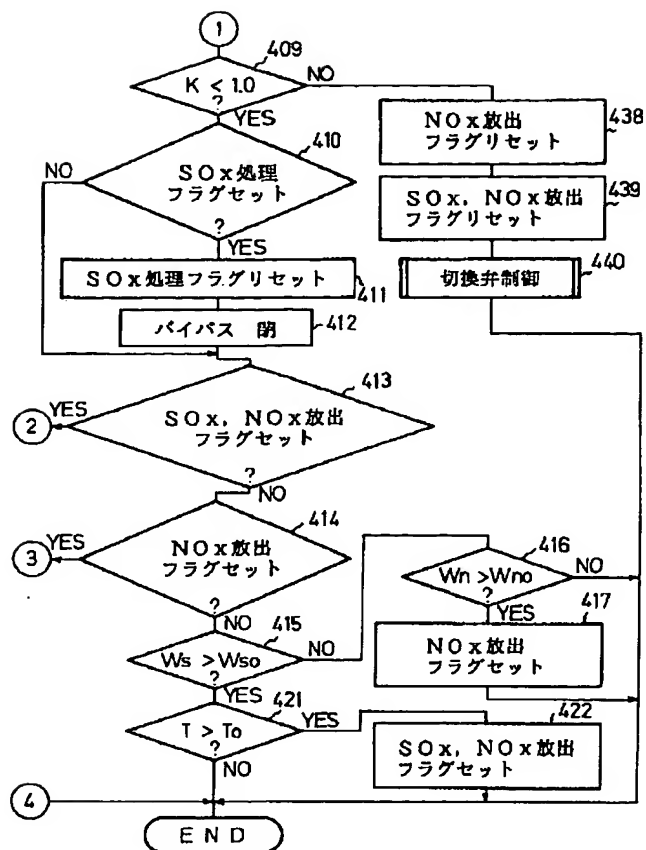 1
409
K < 1.0
?
NO
YES
410
NO
SOx処理
フラグセット
?
YES
SOx処理フラグリセット
411
バイパス 閉
412
NOx放出
フラグリセット
438
SOx, NOx放出
フラグリセット
439
切換弁制御
440
413
YES
2
SOx, NOx放出
フラグセット
?
NO
414
YES
3
NOx放出
フラグセット
?
NO
415
NO
Ws >Wso
?
YES
416
Wn >Wno
NO
?
YES
417
NOx放出
フラグセット
421
T > To
YES
?
NO
422
SOx, NOx放出
フラグセット
4
END